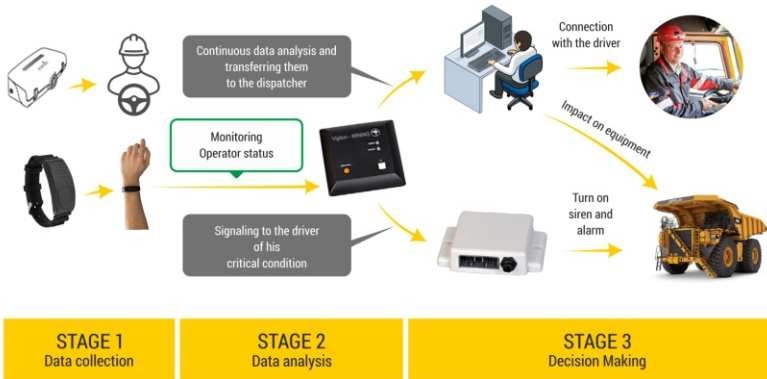 Continuous data analysis and
transferring them
to the dispatcher
Connection
with the driver
Monitoring
Operator status
Vigilton - MINING
Impact on equipment
Signaling to the driver
of his
critical condition
Turn on
siren and
alarm
STAGE 1
Data collection
STAGE 2
Data analysis
STAGE 3
Decision Making